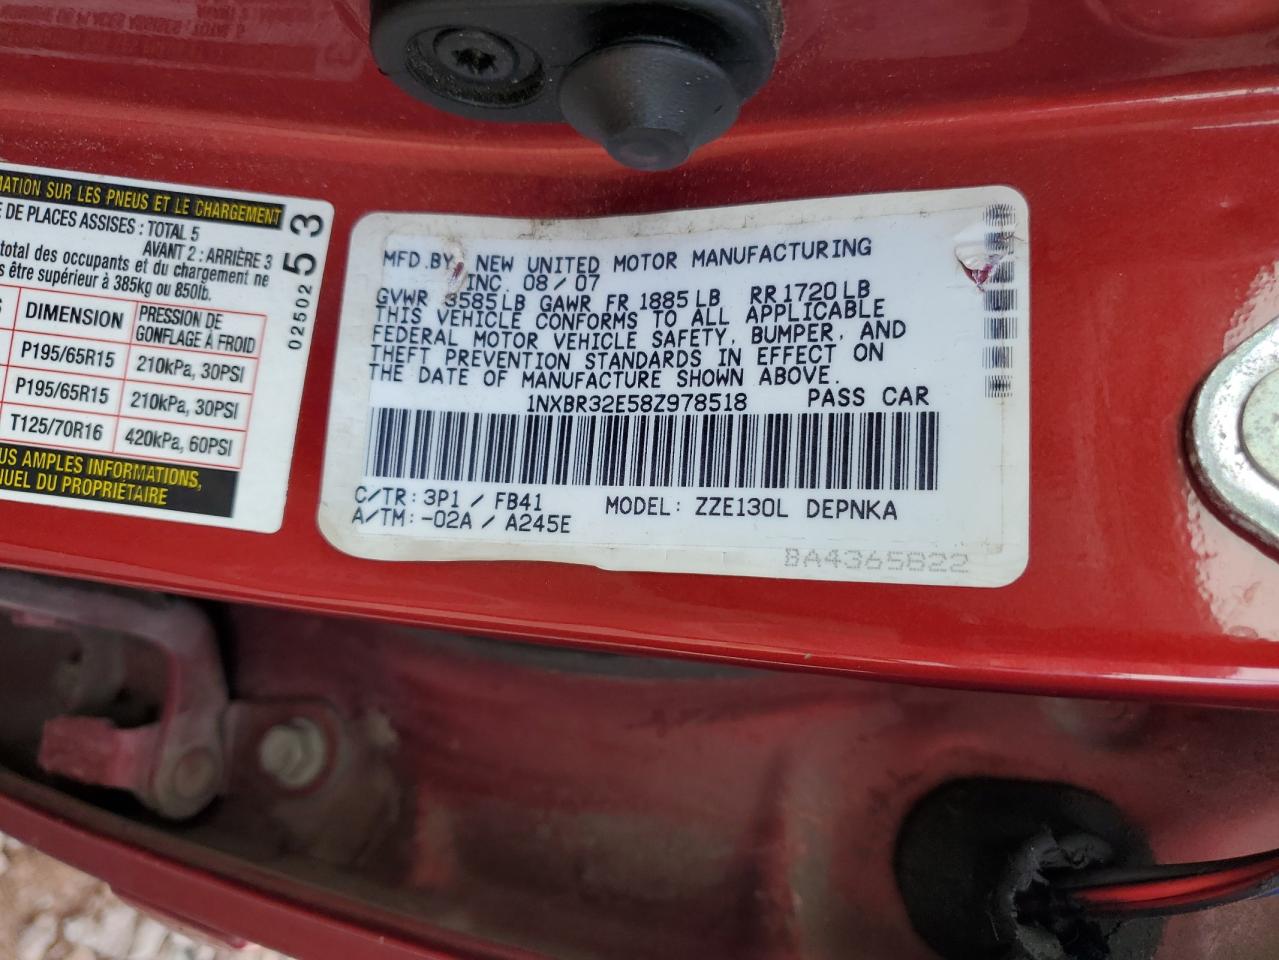 MATION SUR LES PNEUS ET LE CHARGEMENT
E DE PLACES ASSISES : TOTAL 5
AVANT 2 : ARRIÈRE 3
total des occupants et du chargement ne
s être supérieur à 385kg ou 850lb.
DIMENSION PRESSION DE
GONFLAGE À FROID
P195/65R15 210kPa, 30PSI
P195/65R15 210kPa, 30PSI
T125/70R16 420kPa, 60PSI
US AMPLES INFORMATIONS,
NUEL DU PROPRIÉTAIRE
0250253
MFD.BY NEW UNITED MOTOR MANUFACTURING
INC. 08/07
GVWR 3585LB GAWR FR 1885LB RR 1720LB
THIS VEHICLE CONFORMS TO ALL APPLICABLE
FEDERAL MOTOR VEHICLE SAFETY, BUMPER, AND
THEFT PREVENTION STANDARDS IN EFFECT ON
THE DATE OF MANUFACTURE SHOWN ABOVE.
1NXBR32E58Z978518 PASS CAR
C/TR: 3P1 / FB41 MODEL: ZZE130L DEPNKA
A/TM: -02A / A245E
BA4365822